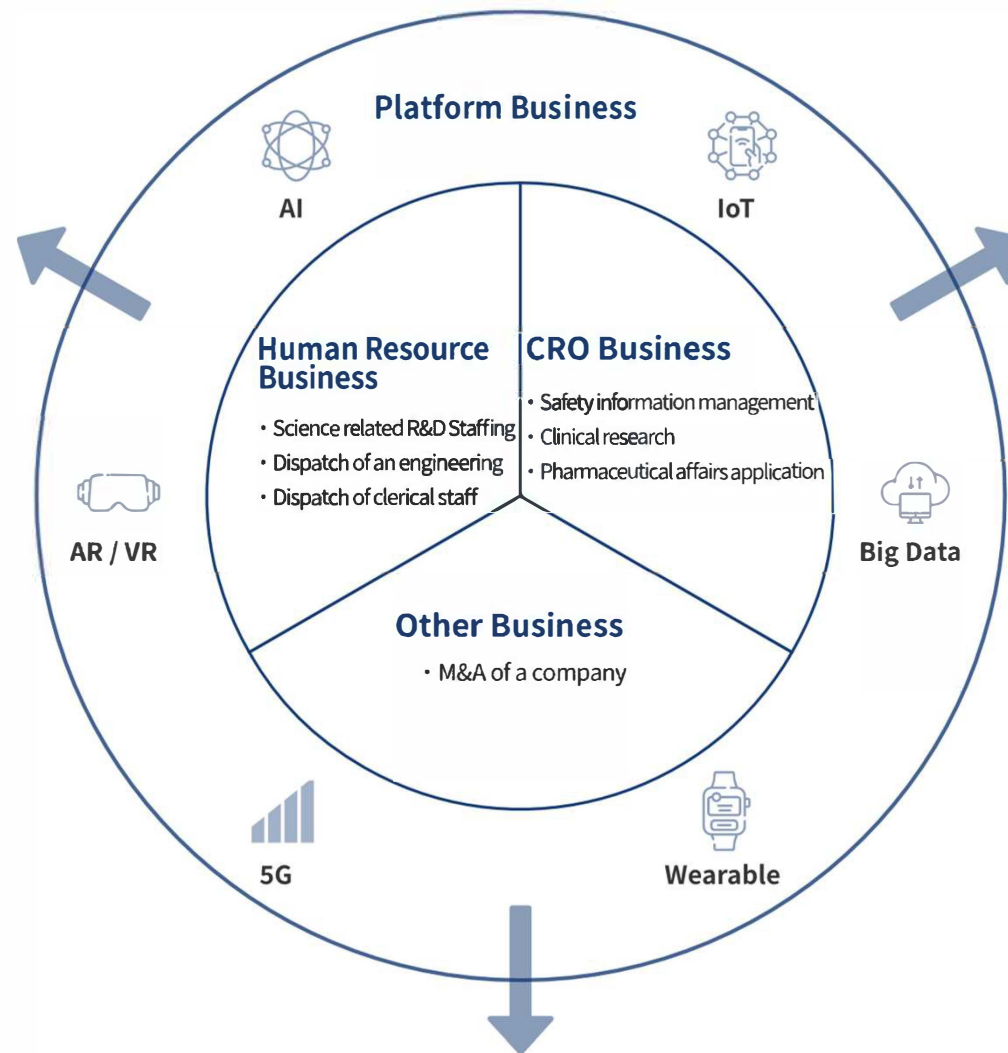 Platform Business
AI
IoT
Human Resource
Business
・Science related R&D Staffing
・Dispatch of an engineering
・Dispatch of clerical staff
CRO Business
・Safety information management
・Clinical research
・Pharmaceutical affairs application
AR / VR
Big Data
Other Business
・M&A of a company
5G
Wearable